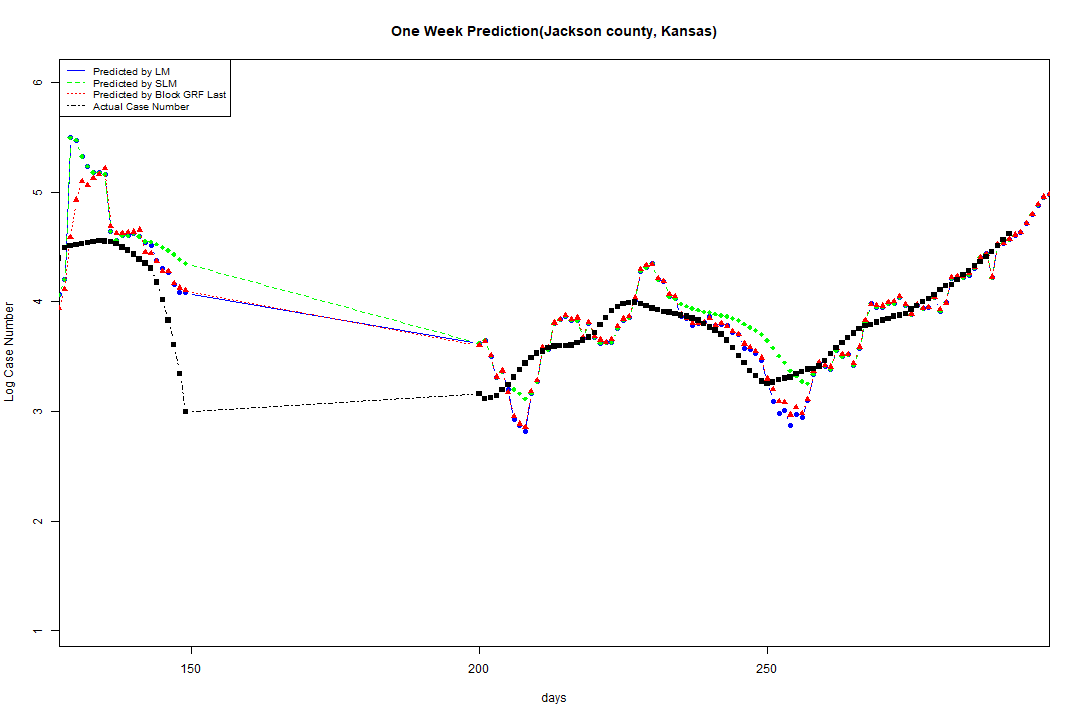 One Week Prediction(Jackson county, Kansas)
Predicted by LM
Predicted by SLM
Predicted by Block GRF Last
Actual Case Number
Log Case Number
6
5
4
3
2
1
150
200
250
days